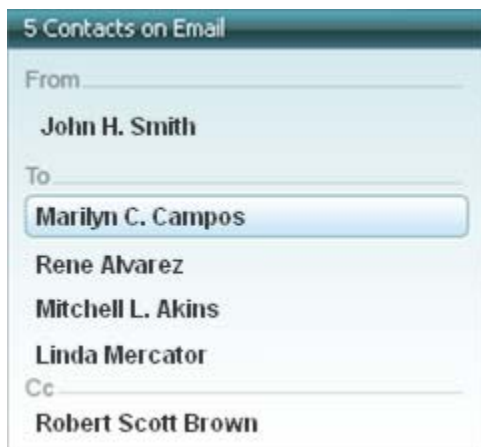 5 Contacts on Email
From
John H. Smith
To
Marilyn C. Campos
Rene Alvarez
Mitchell L. Akins
Linda Mercator
Cc
Robert Scott Brown